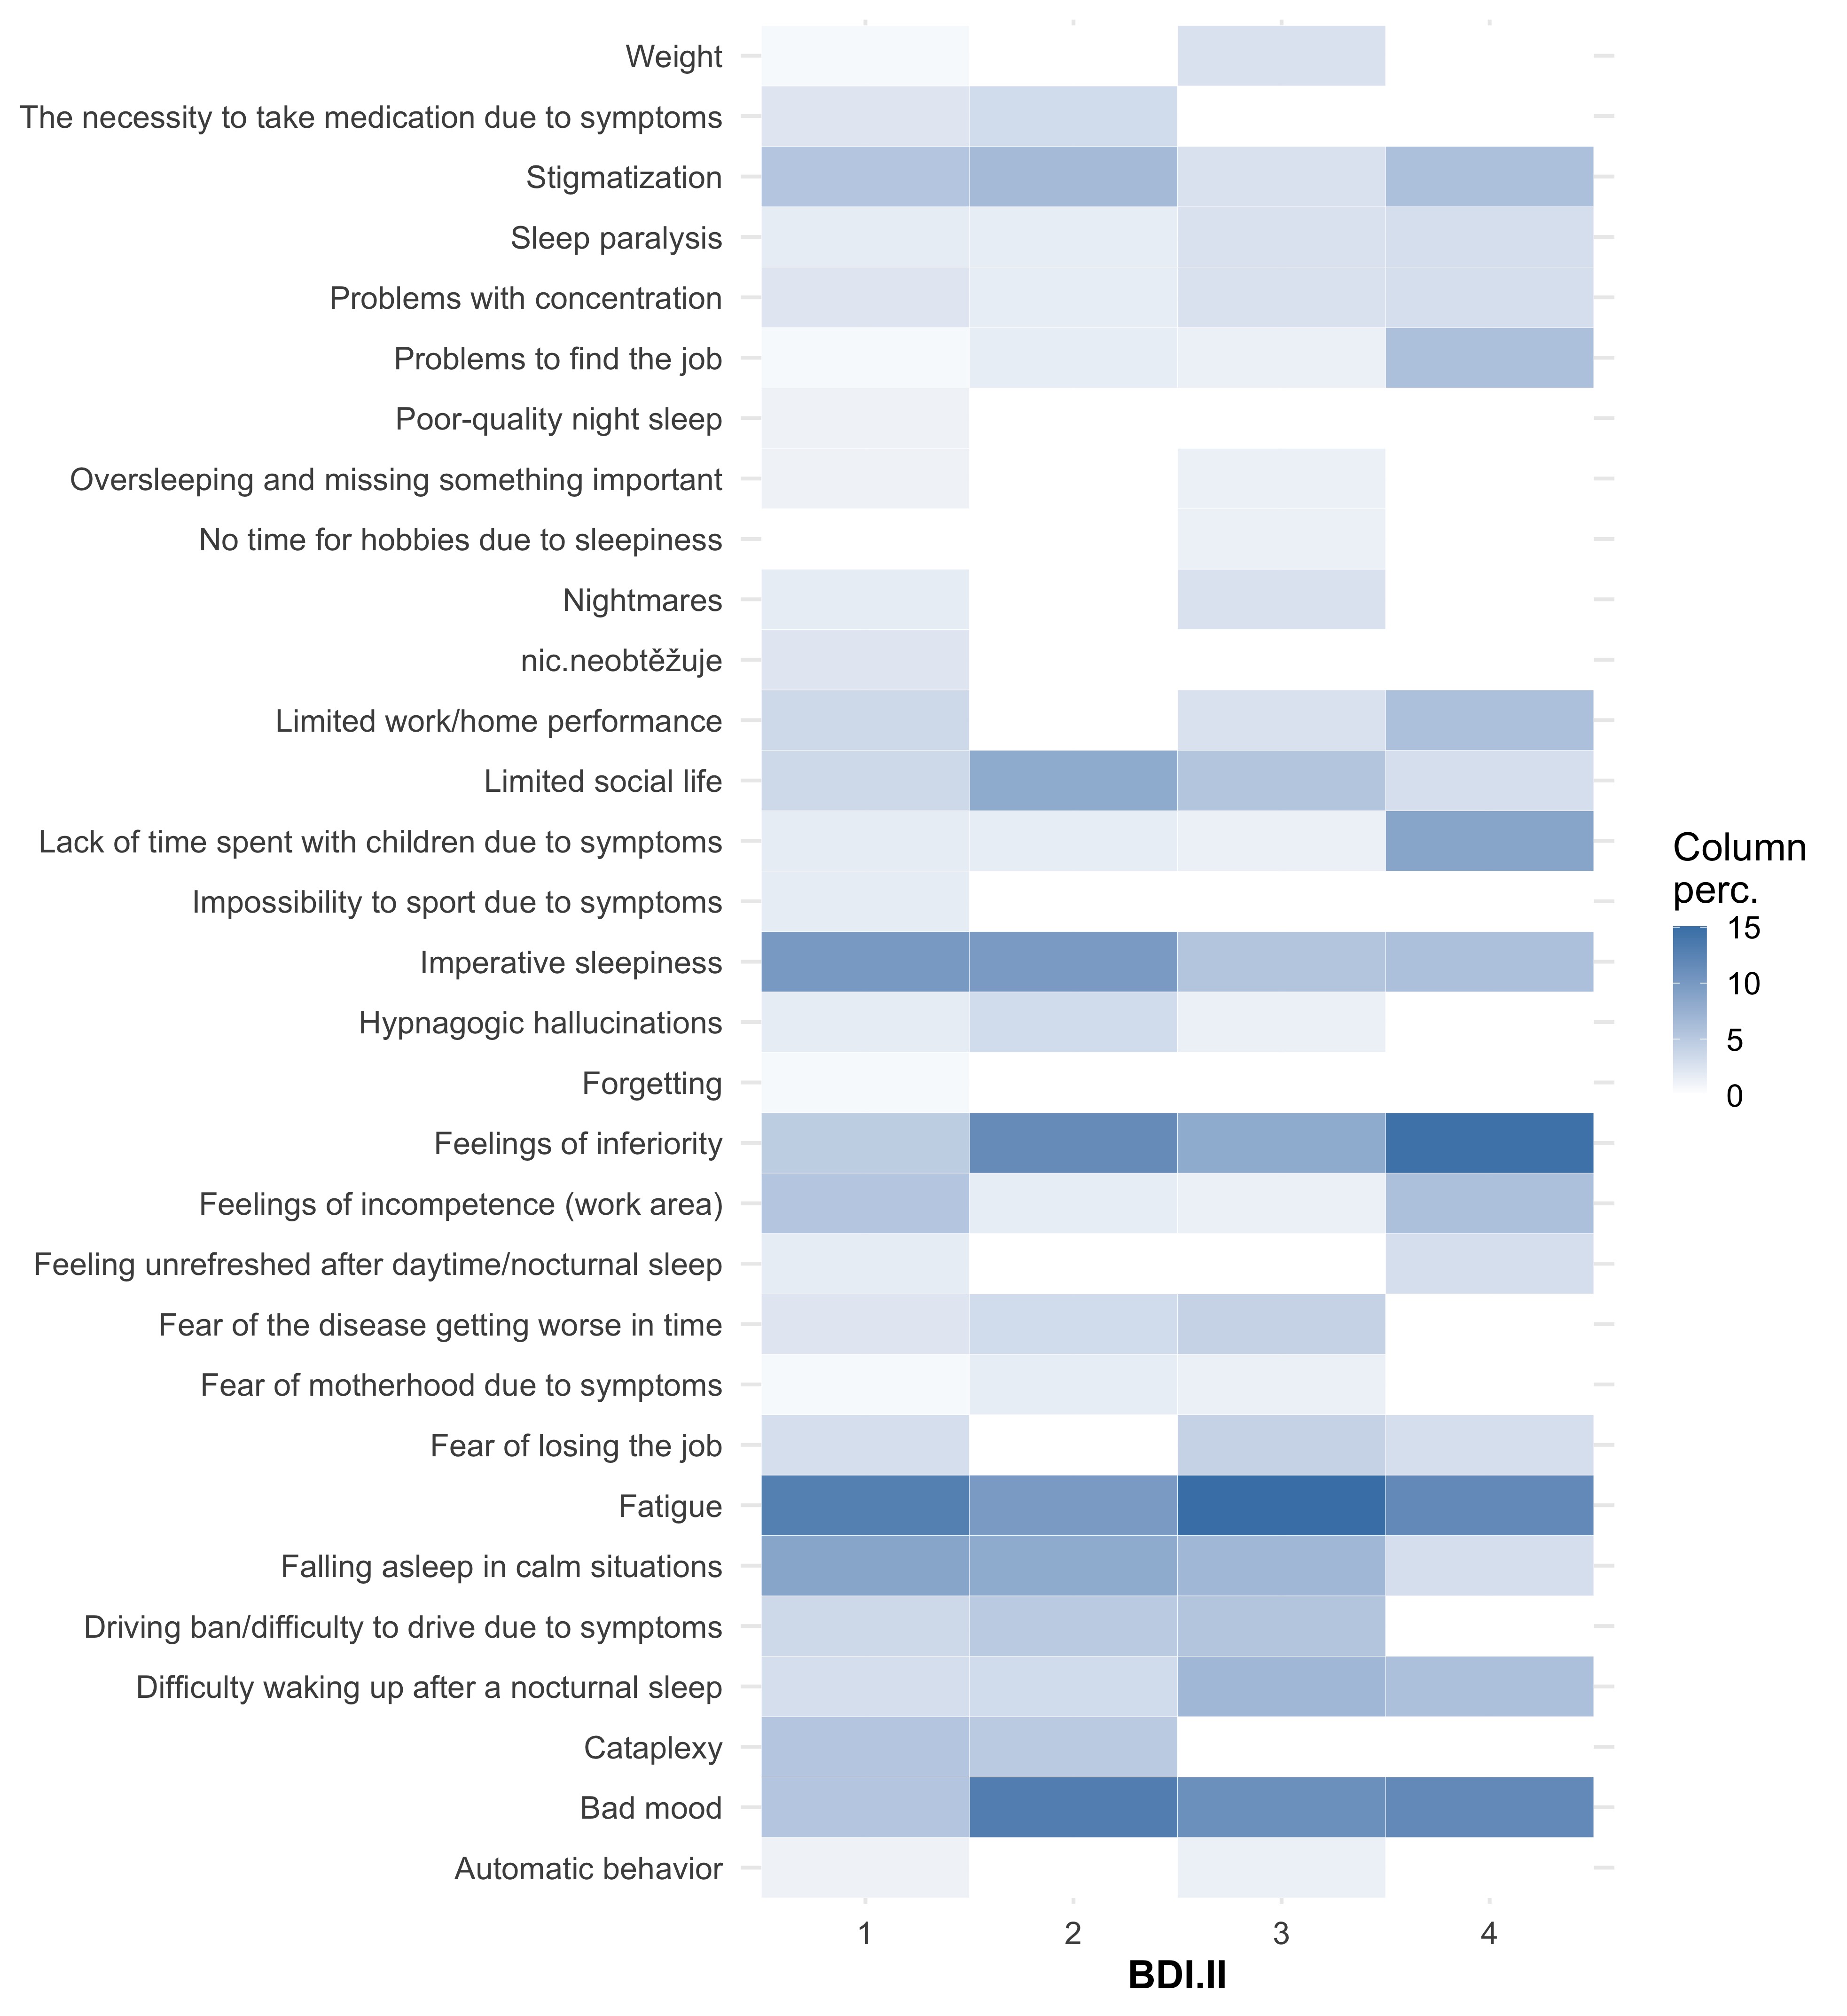 Weight
The necessity to take medication due to symptoms
Stigmatization
Sleep paralysis
Problems with concentration
Problems to find the job
Poor-quality night sleep
Oversleeping and missing something important
No time for hobbies due to sleepiness
Nightmares
nic.neobtěžuje
Limited work/home performance
Limited social life
Lack of time spent with children due to symptoms
Impossibility to sport due to symptoms
Imperative sleepiness
Hypnagogic hallucinations
Forgetting
Feelings of inferiority
Feelings of incompetence (work area)
Feeling unrefreshed after daytime/nocturnal sleep
Fear of the disease getting worse in time
Fear of motherhood due to symptoms
Fear of losing the job
Fatigue
Falling asleep in calm situations
Driving ban/difficulty to drive due to symptoms
Difficulty waking up after a nocturnal sleep
Cataplexy
Bad mood
Automatic behavior
1 2 3 4
BDI.II
Column
perc.
15
10
5
0